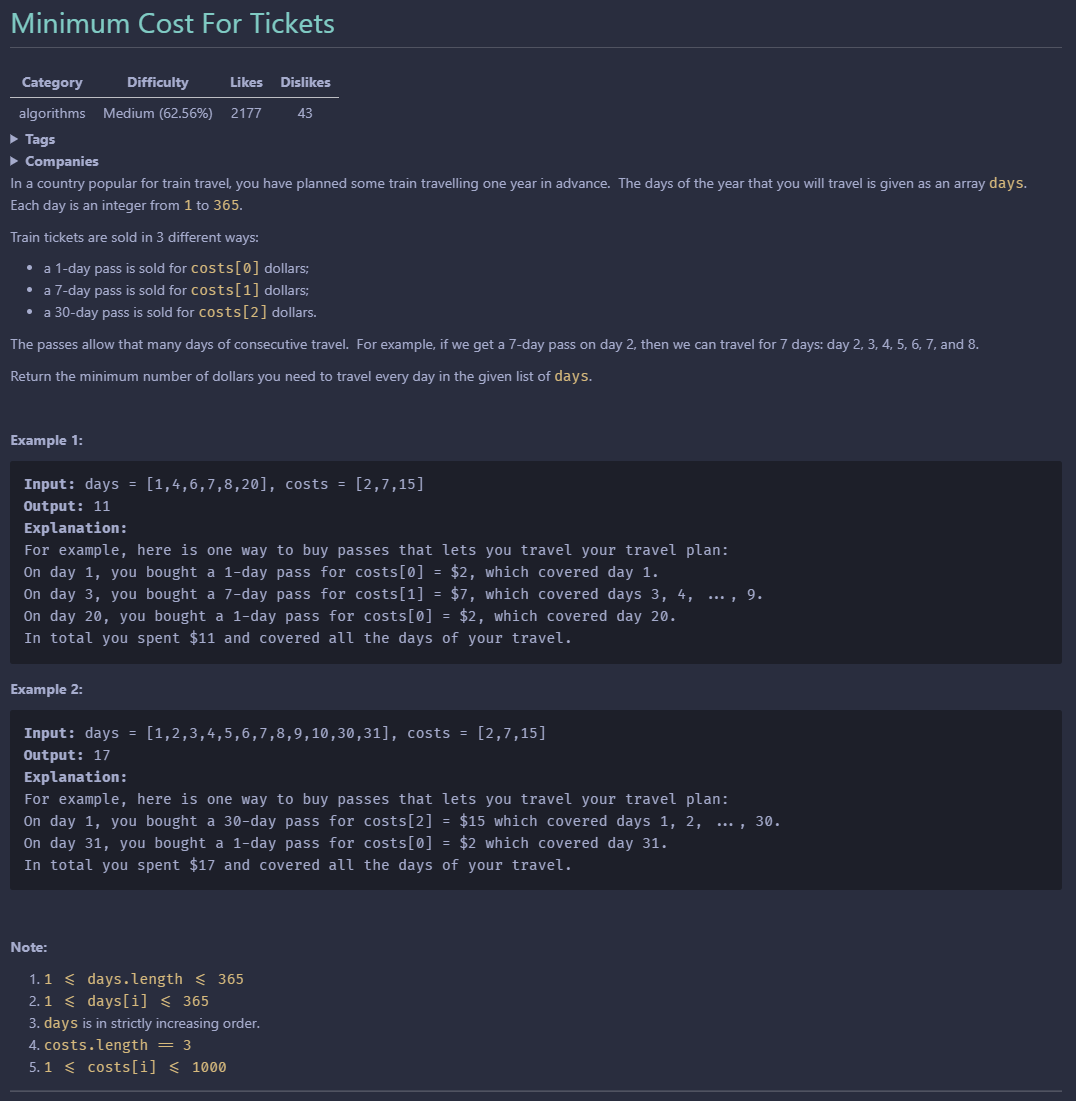 Minimum Cost For Tickets
Category Difficulty Likes Dislikes
algorithms Medium (62.56%) 2177 43
Tags
Companies
In a country popular for train travel, you have planned some train travelling one year in advance.  The days of the year that you will travel is given as an array days.
Each day is an integer from 1 to 365.
Train tickets are sold in 3 different ways:
• a 1-day pass is sold for costs[0] dollars;
• a 7-day pass is sold for costs[1] dollars;
• a 30-day pass is sold for costs[2] dollars.
The passes allow that many days of consecutive travel.  For example, if we get a 7-day pass on day 2, then we can travel for 7 days: day 2, 3, 4, 5, 6, 7, and 8.
Return the minimum number of dollars you need to travel every day in the given list of days.
Example 1:
Input: days = [1,4,6,7,8,20], costs = [2,7,15]
Output: 11
Explanation:
For example, here is one way to buy passes that lets you travel your travel plan:
On day 1, you bought a 1-day pass for costs[0] = $2, which covered day 1.
On day 3, you bought a 7-day pass for costs[1] = $7, which covered days 3, 4, ..., 9.
On day 20, you bought a 1-day pass for costs[0] = $2, which covered day 20.
In total you spent $11 and covered all the days of your travel.
Example 2:
Input: days = [1,2,3,4,5,6,7,8,9,10,30,31], costs = [2,7,15]
Output: 17
Explanation:
For example, here is one way to buy passes that lets you travel your travel plan:
On day 1, you bought a 30-day pass for costs[2] = $15 which covered days 1, 2, ..., 30.
On day 31, you bought a 1-day pass for costs[0] = $2 which covered day 31.
In total you spent $17 and covered all the days of your travel.
Note:
1. 1 ≤ days.length ≤ 365
2. 1 ≤ days[i] ≤ 365
3. days is in strictly increasing order.
4. costs.length == 3
5. 1 ≤ costs[i] ≤ 1000